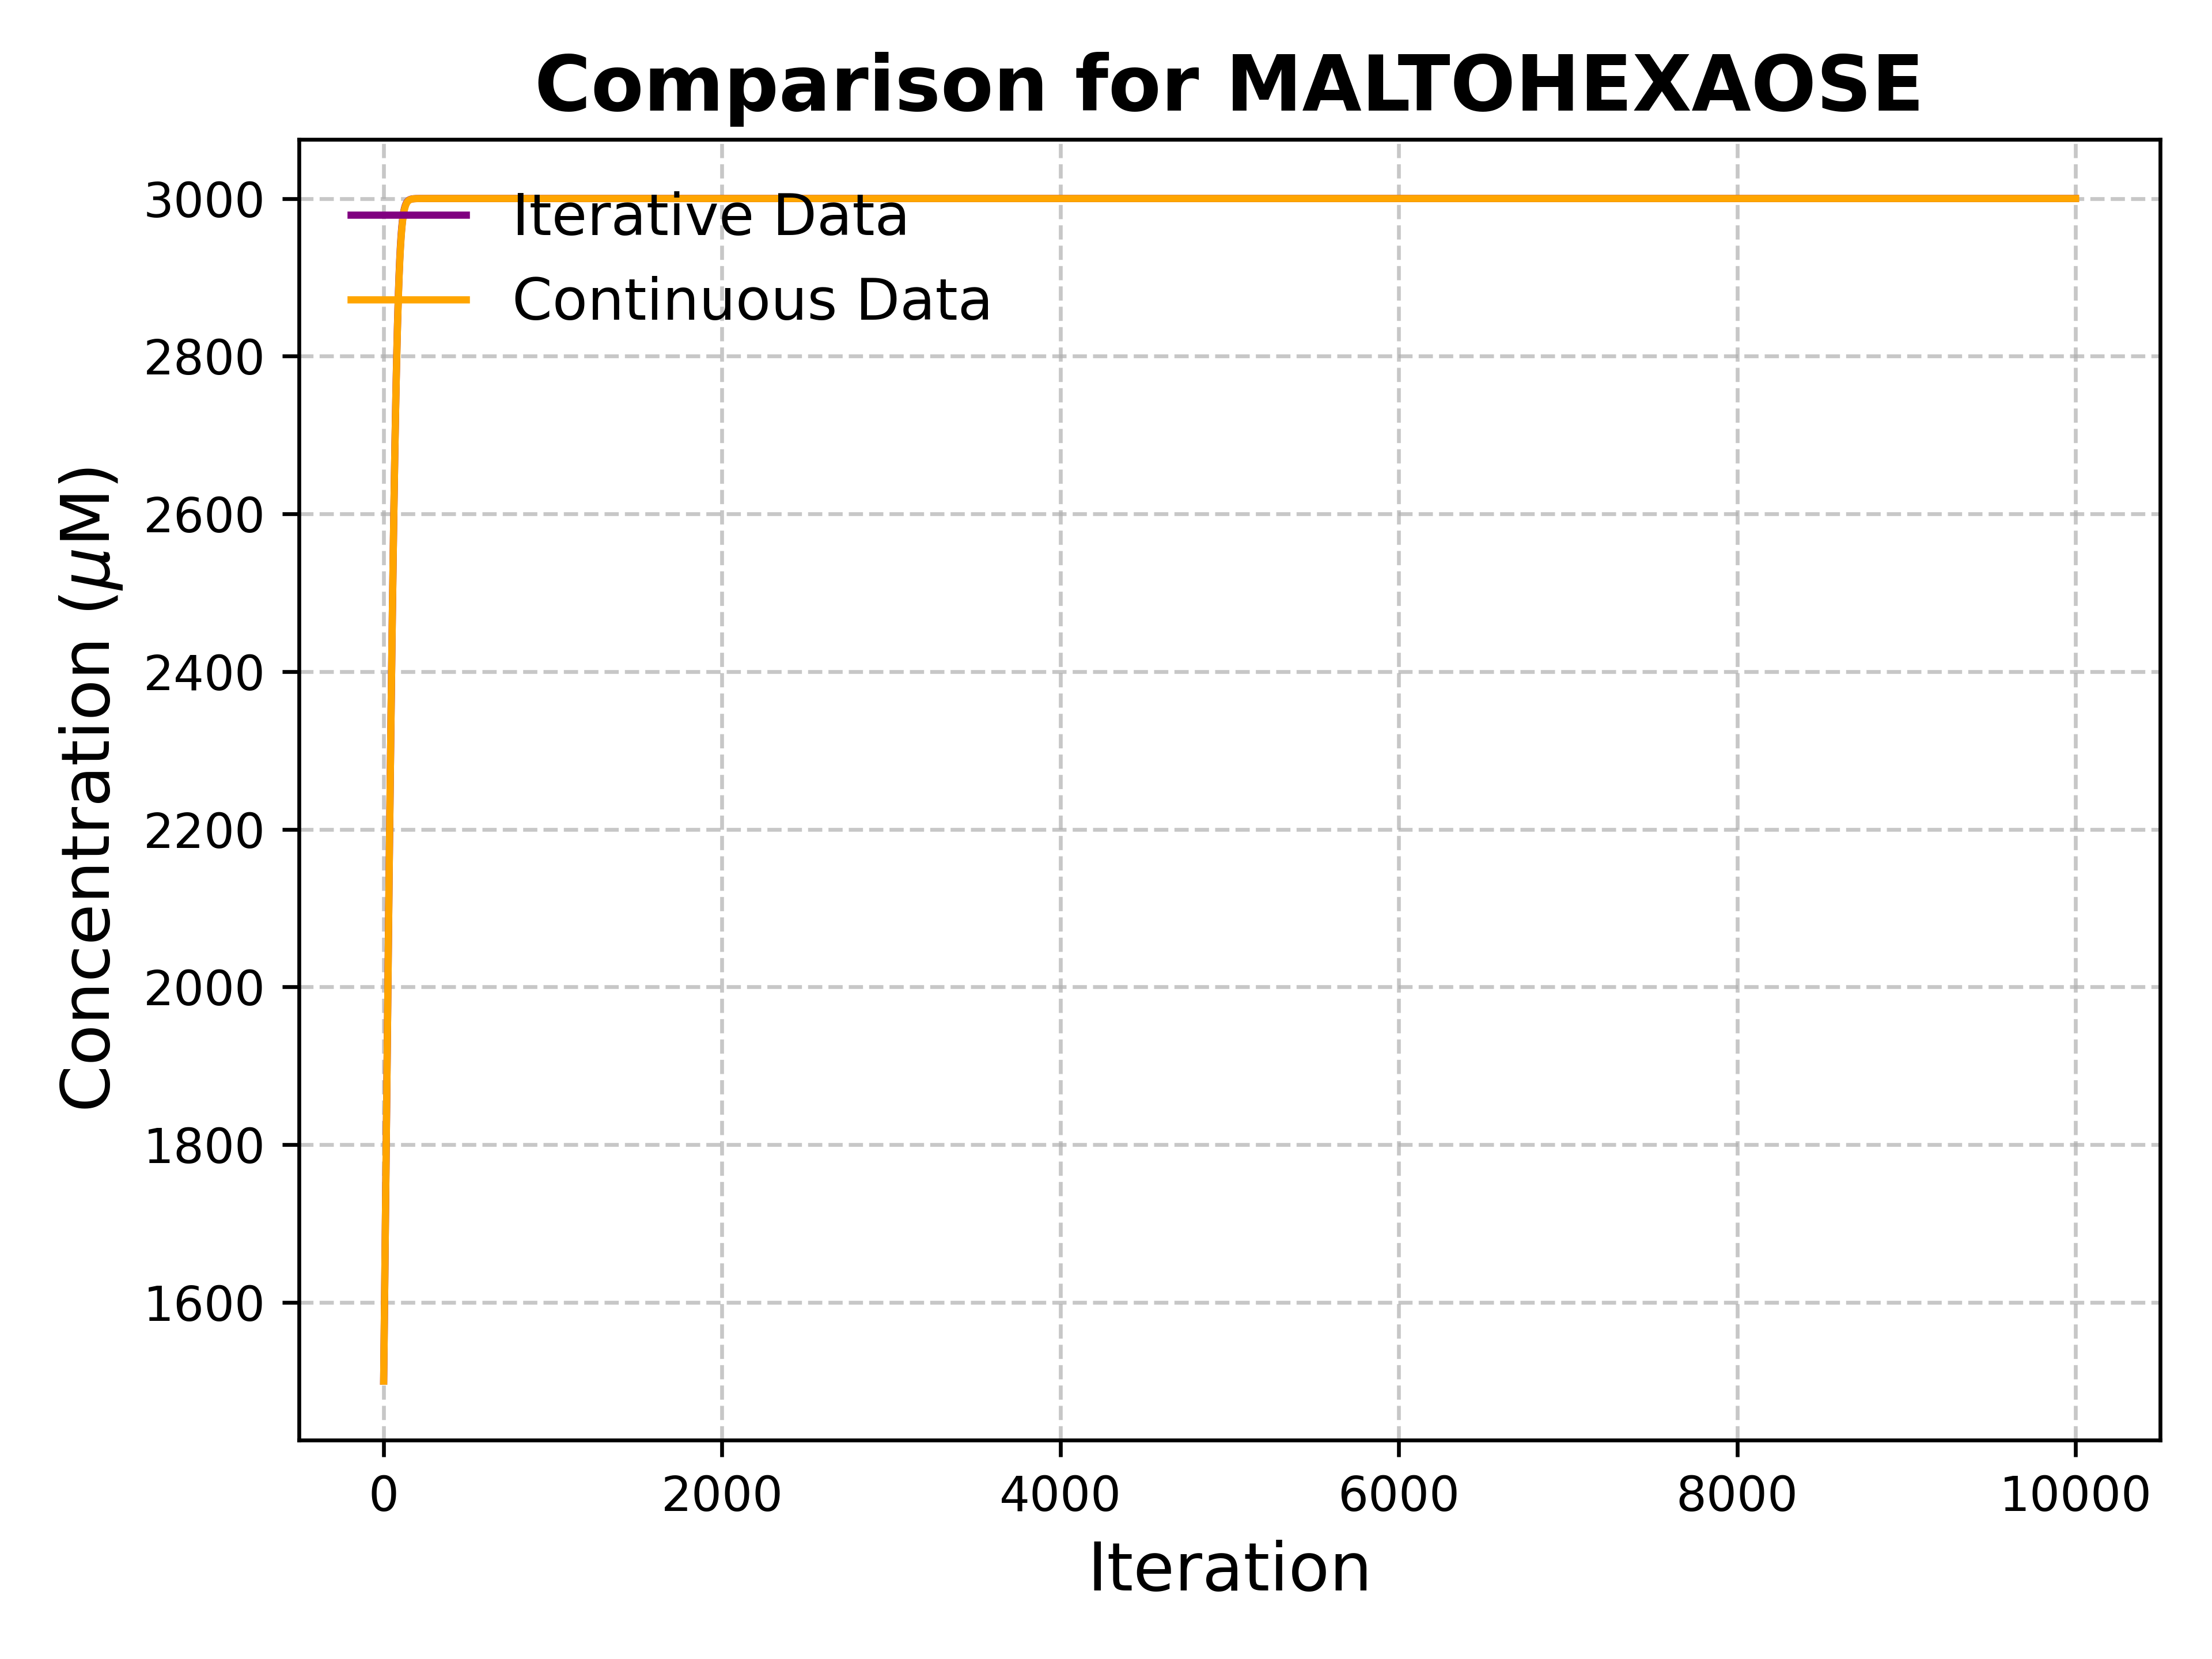 Comparison for MALTOHEXAOSE
Concentration (μM)
3000
2800
2600
2400
2200
2000
1800
1600
Iterative Data
Continuous Data
0 2000 4000 6000 8000 10000
Iteration